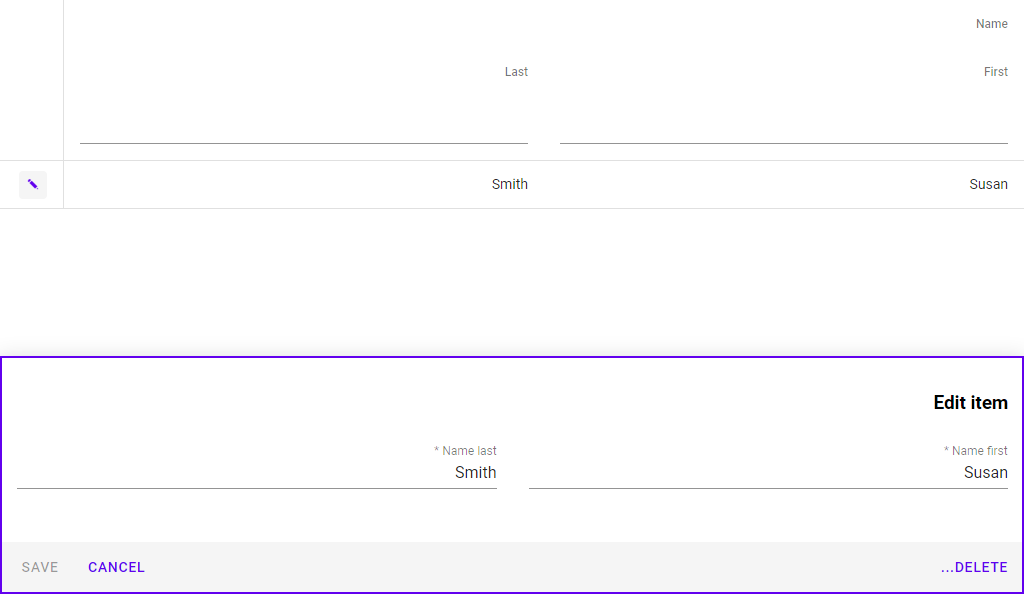 Name
Last First
Smith Susan
Edit item
* Name last * Name first
Smith Susan
SAVE CANCEL ...DELETE